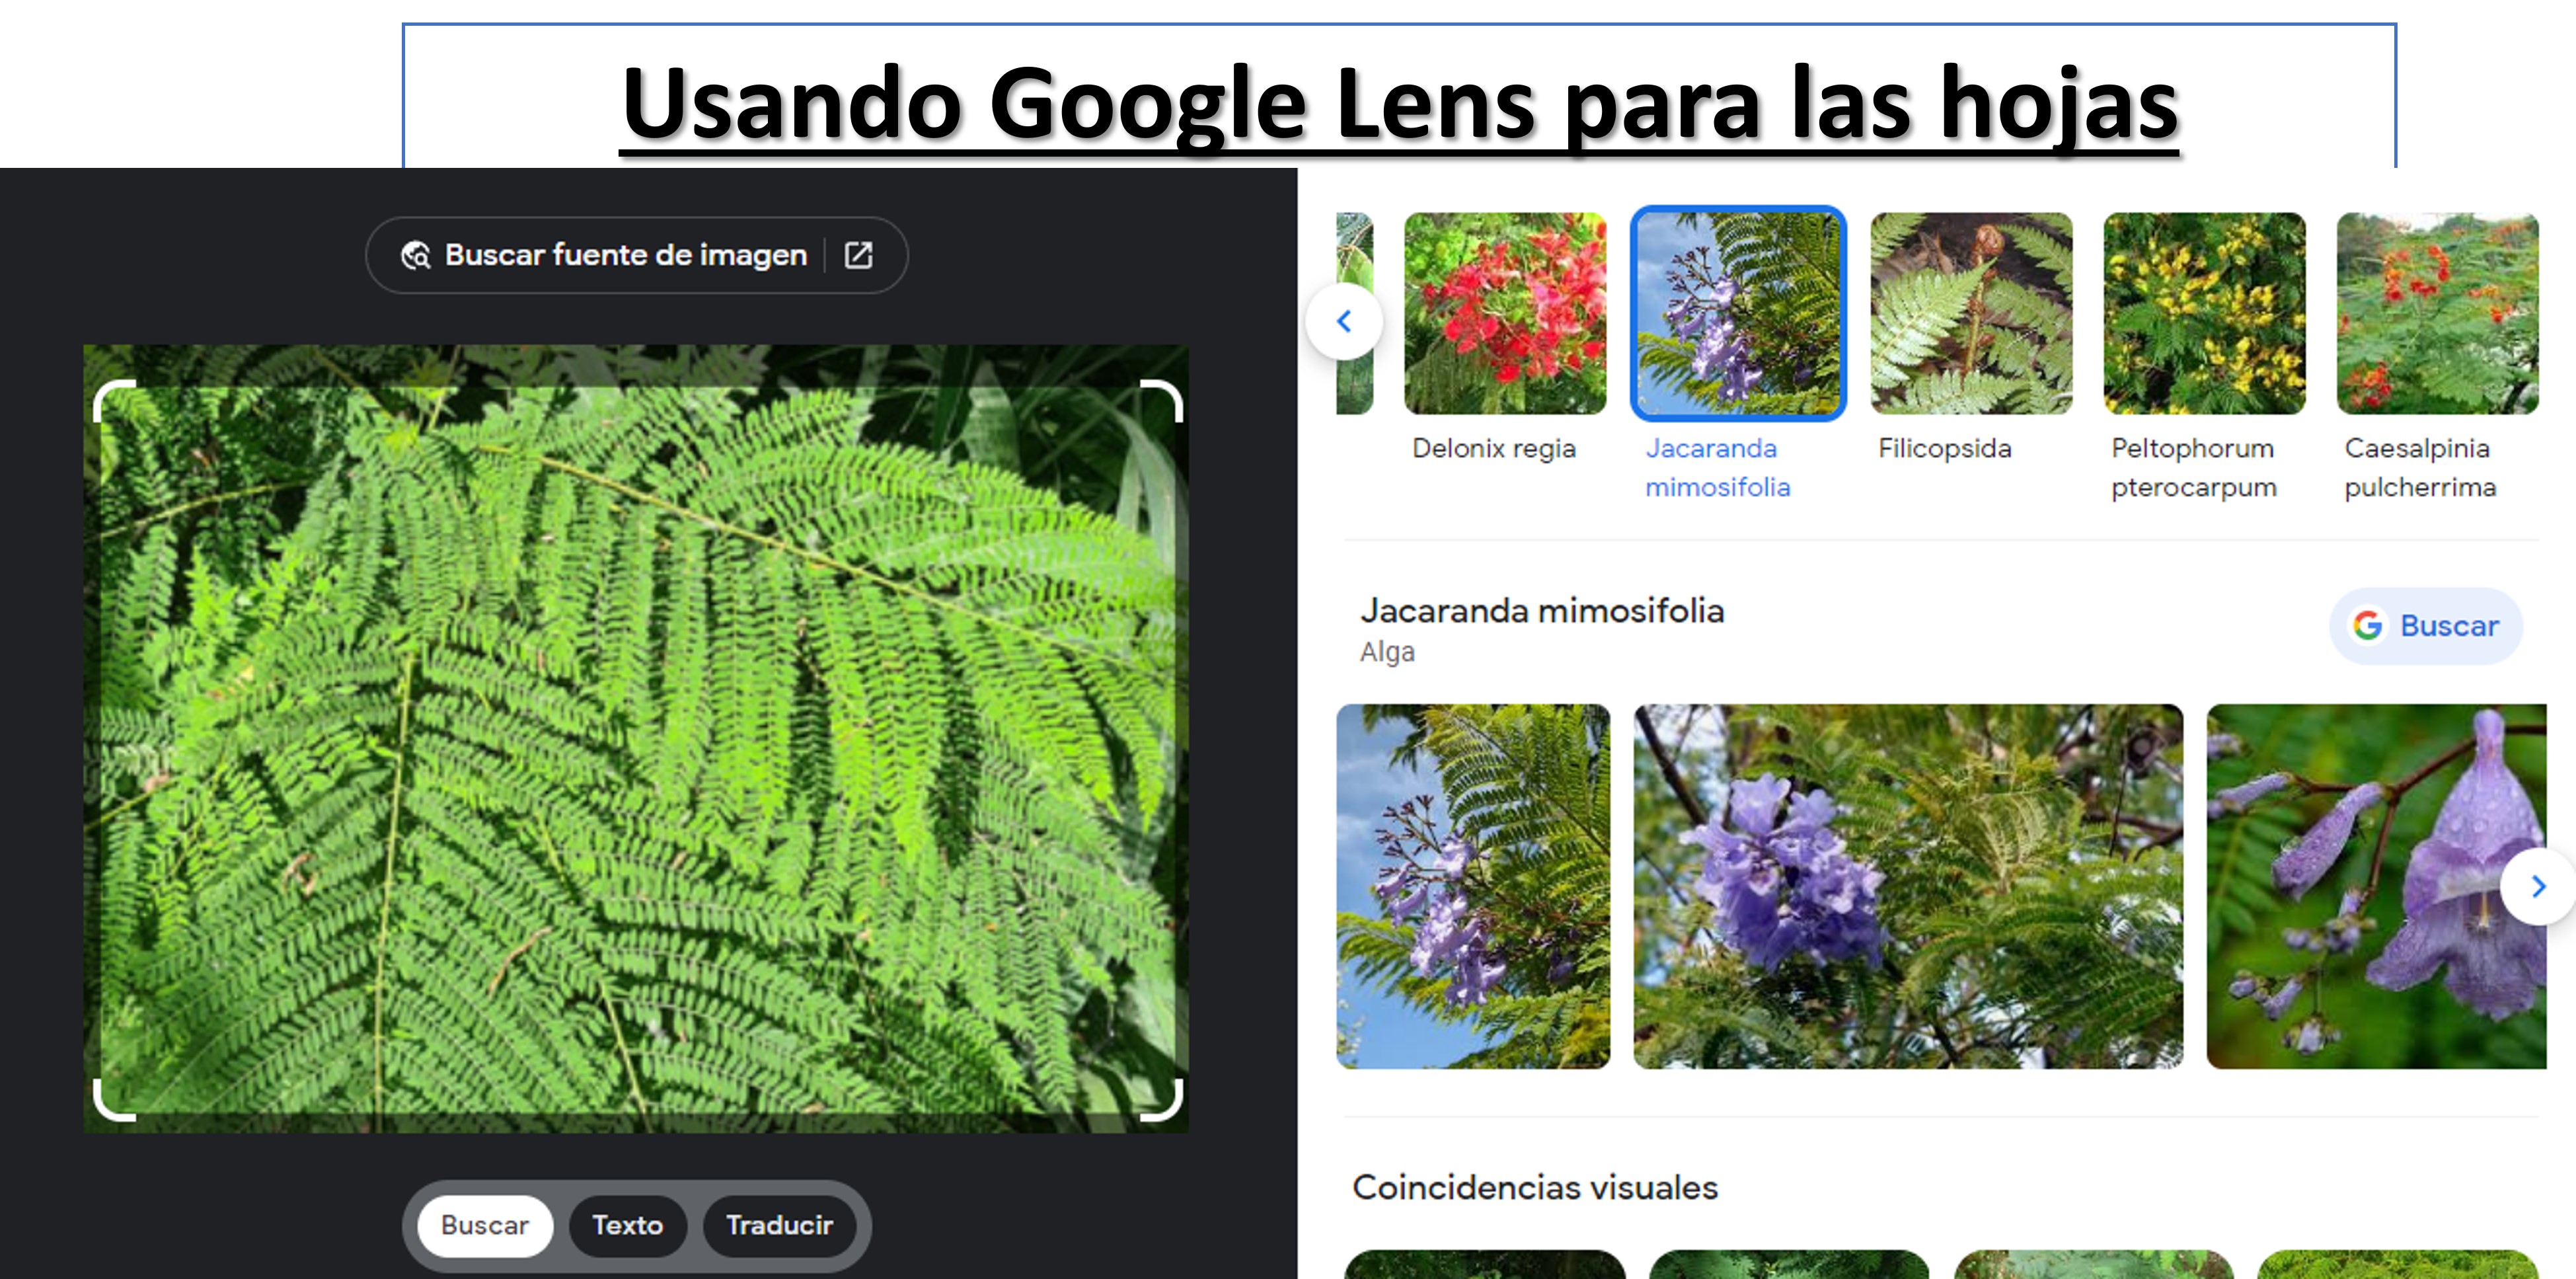 Usando Google Lens para las hojas
Buscar fuente de imagen
Delonix regia
Jacaranda
mimosifolia
Filicopsida
Peltophorum
pterocarpum
Caesalpinia
pulcherrima
Jacaranda mimosifolia
Alga
Buscar
Coincidencias visuales
Buscar
Texto
Traducir